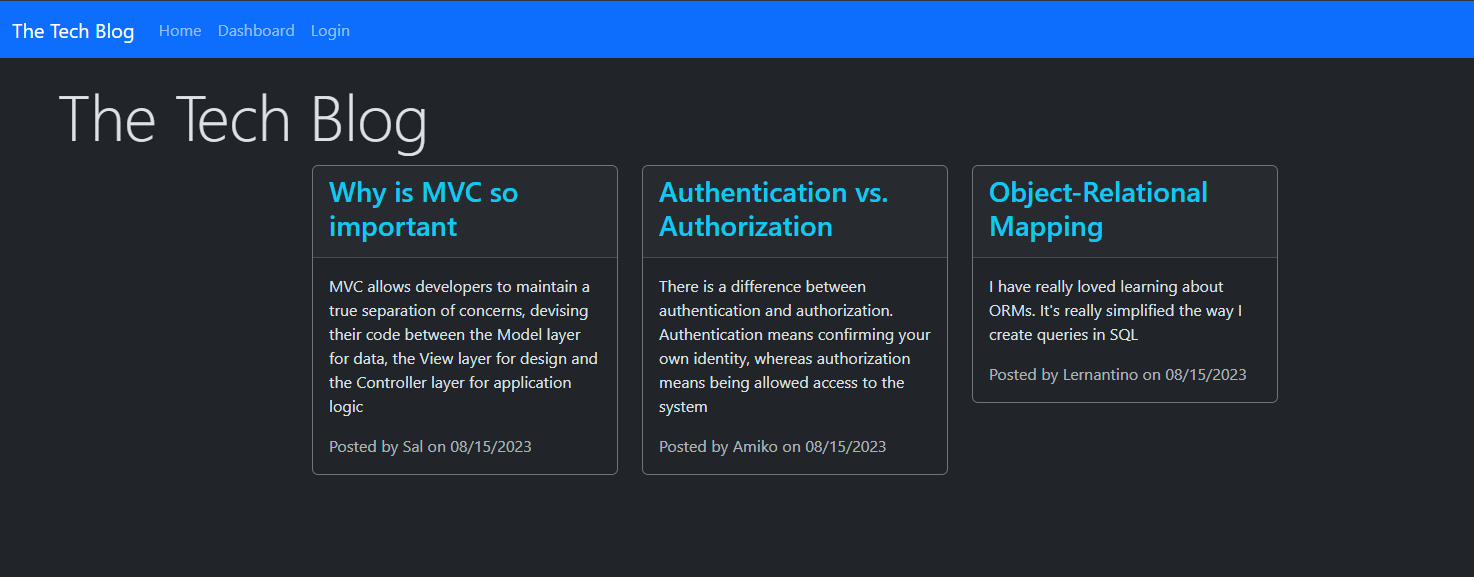 The Tech Blog Home Dashboard Login
The Tech Blog
Why is MVC so
important
MVC allows developers to maintain a
true separation of concerns, devising
their code between the Model layer
for data, the View layer for design and
the Controller layer for application
logic
Posted by Sal on 08/15/2023
Authentication vs.
Authorization
There is a difference between
authentication and authorization.
Authentication means confirming your
own identity, whereas authorization
means being allowed access to the
system
Posted by Amiko on 08/15/2023
Object-Relational
Mapping
I have really loved learning about
ORMs. It's really simplified the way I
create queries in SQL
Posted by Lernantino on 08/15/2023